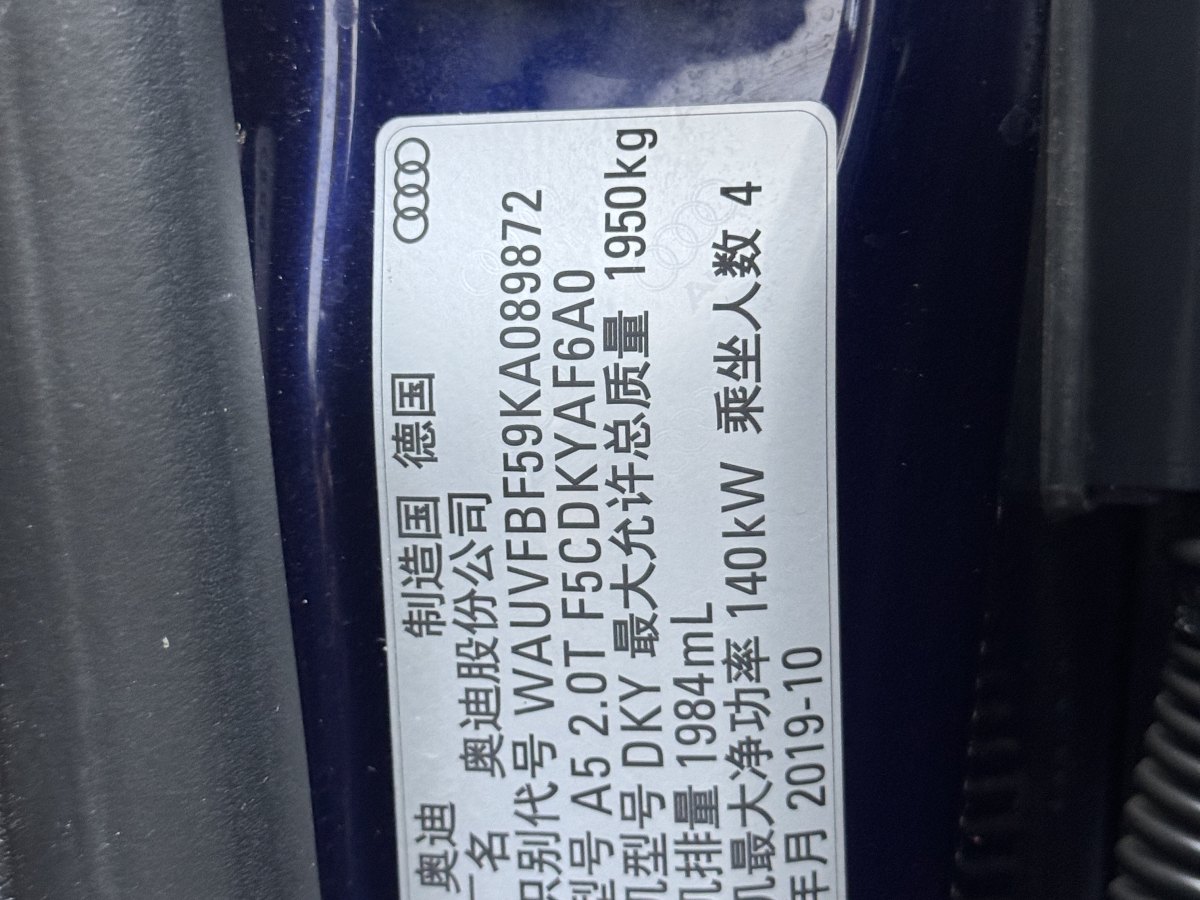 奥迪 制造国 德国
名 奥迪股份公司
识别代号 WAUVFBF59KA089872
型号 A5 2.0T F5CDKYAF6A0
机型号 DKY 最大允许总质量 1950kg
机排量 1984mL
机最大净功率 140kW 乘坐人数 4
年月 2019-10